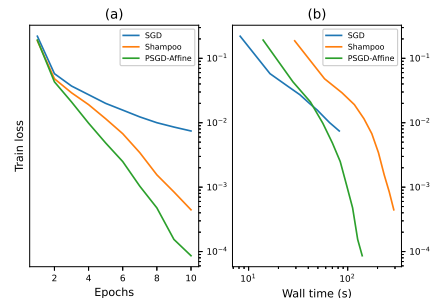 (a)
SGD
Shampoo
PSGD-Affine
Train loss
10⁻¹
10⁻²
10⁻³
10⁻⁴
2 4 6 8 10
Epochs
(b)
SGD
Shampoo
PSGD-Affine
10⁻¹
10⁻²
10⁻³
10⁻⁴
10¹ 10²
Wall time (s)